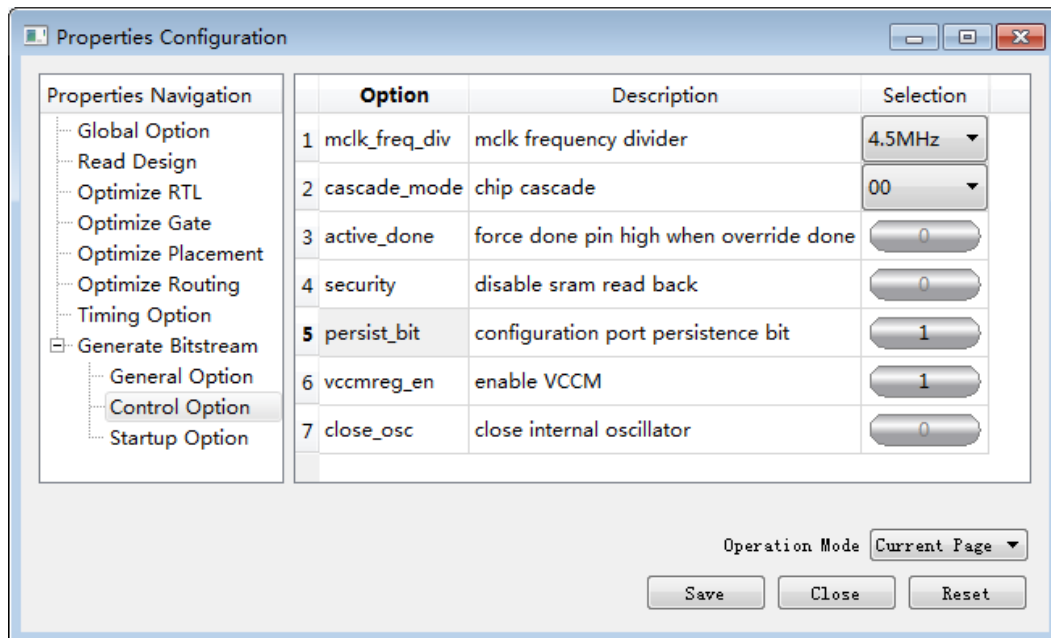 Properties Configuration
Properties Navigation
Global Option
Read Design
Optimize RTL
Optimize Gate
Optimize Placement
Optimize Routing
Timing Option
Generate Bitstream
General Option
Control Option
Startup Option
Option Description Selection
1 mclk_freq_div mclk frequency divider 4.5MHz
2 cascade_mode chip cascade 00
3 active_done force done pin high when override done 0
4 security disable sram read back 0
5 persist_bit configuration port persistence bit 1
6 vccmreg_en enable VCCM 1
7 close_osc close internal oscillator 0
Operation Mode Current Page
Save Close Reset